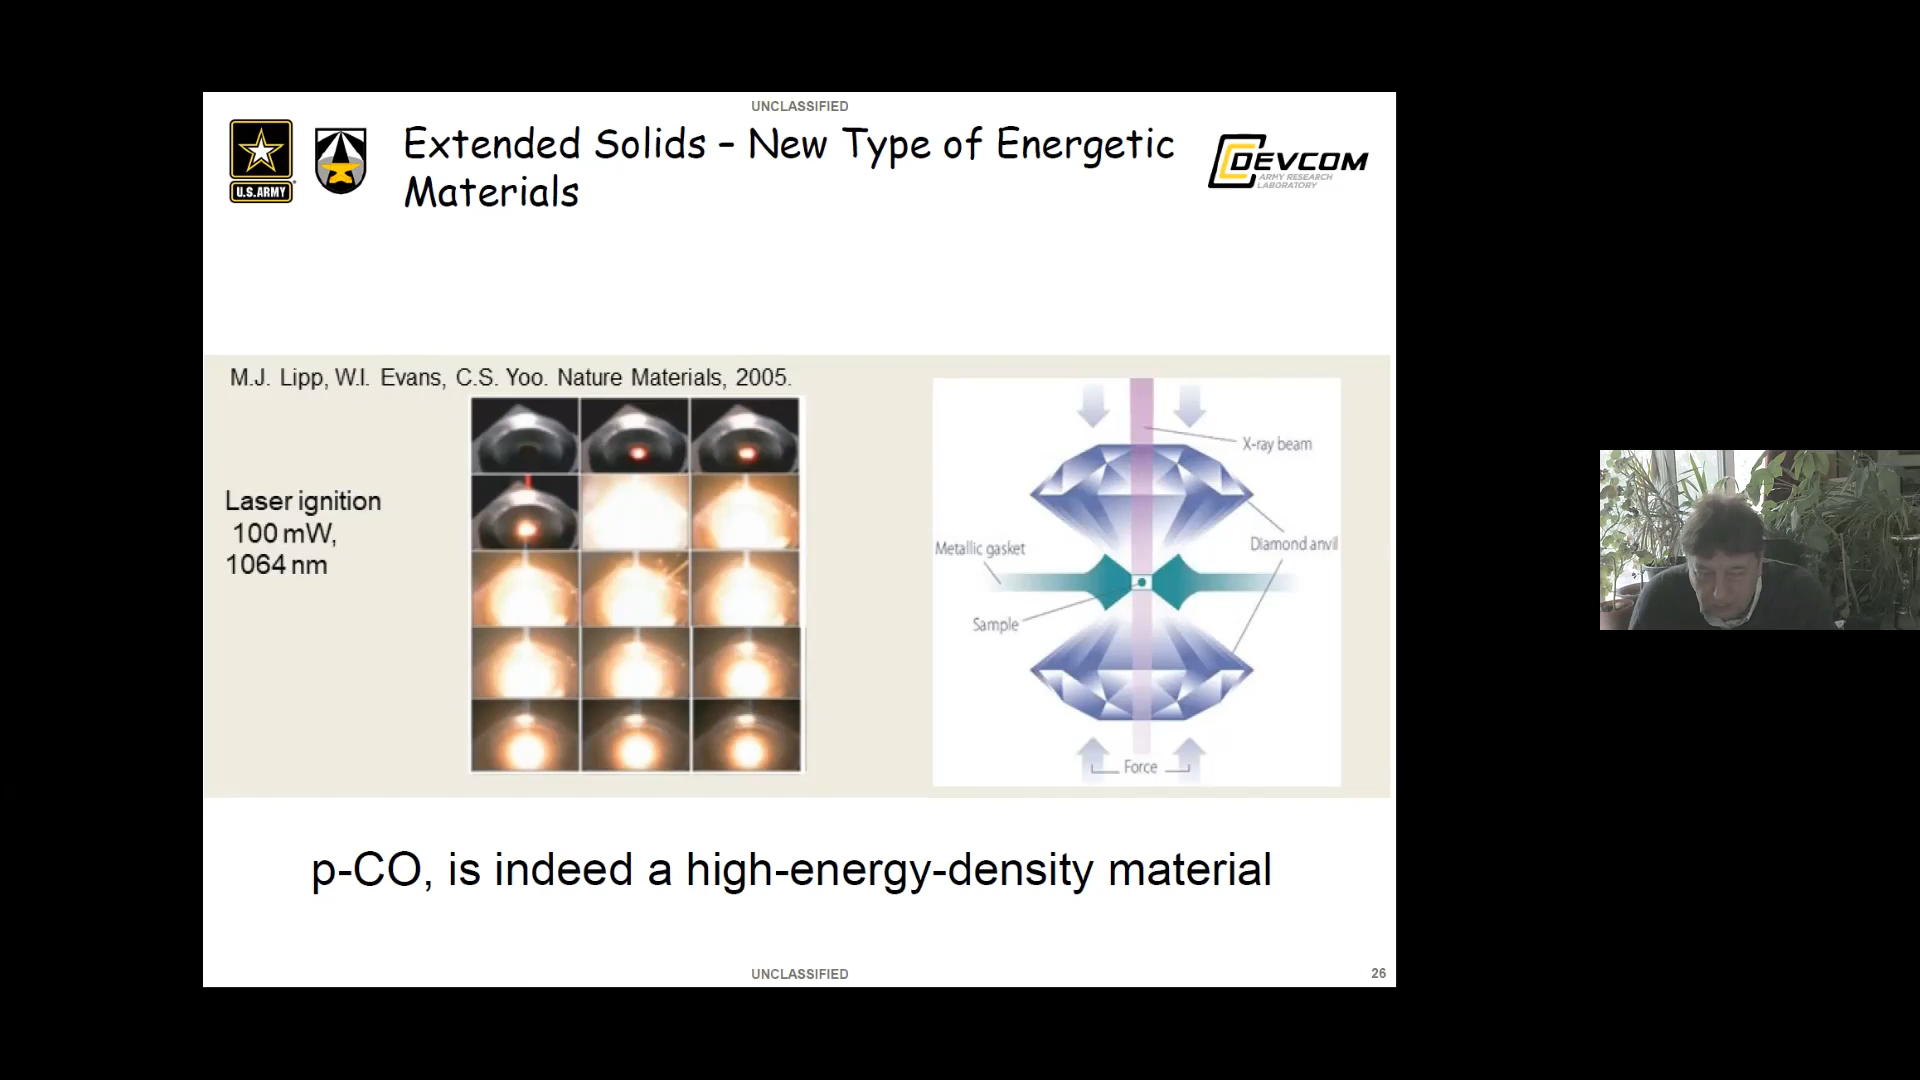 UNCLASSIFIED
Extended Solids – New Type of Energetic
Materials
U.S.ARMY
DEVCOM
ARMY RESEARCH
LABORATORY
M.J. Lipp, W.I. Evans, C.S. Yoo. Nature Materials, 2005.
Laser ignition
100 mW,
1064 nm
X-ray beam
Metallic gasket
Diamond anvil
Sample
Force
p-CO, is indeed a high-energy-density material
UNCLASSIFIED
26